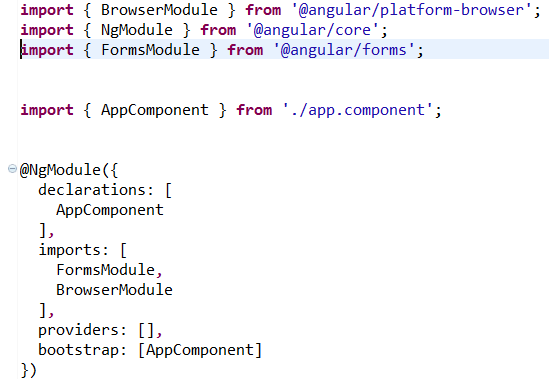 import { BrowserModule } from '@angular/platform-browser';
import { NgModule } from '@angular/core';
import { FormsModule } from '@angular/forms';
import { AppComponent } from './app.component';
@NgModule({
declarations: [
AppComponent
],
imports: [
FormsModule,
BrowserModule
],
providers: [],
bootstrap: [AppComponent]
})